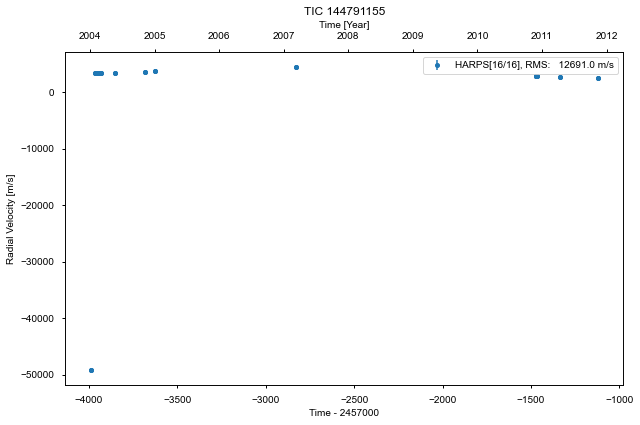 TIC 144791155
Time [Year]
2004 2005 2006 2007 2008 2009 2010 2011 2012
HARPS[16/16], RMS: 12691.0 m/s
Radial Velocity [m/s]
0
−10000
−20000
−30000
−40000
−50000
−4000 −3500 −3000 −2500 −2000 −1500 −1000
Time - 2457000